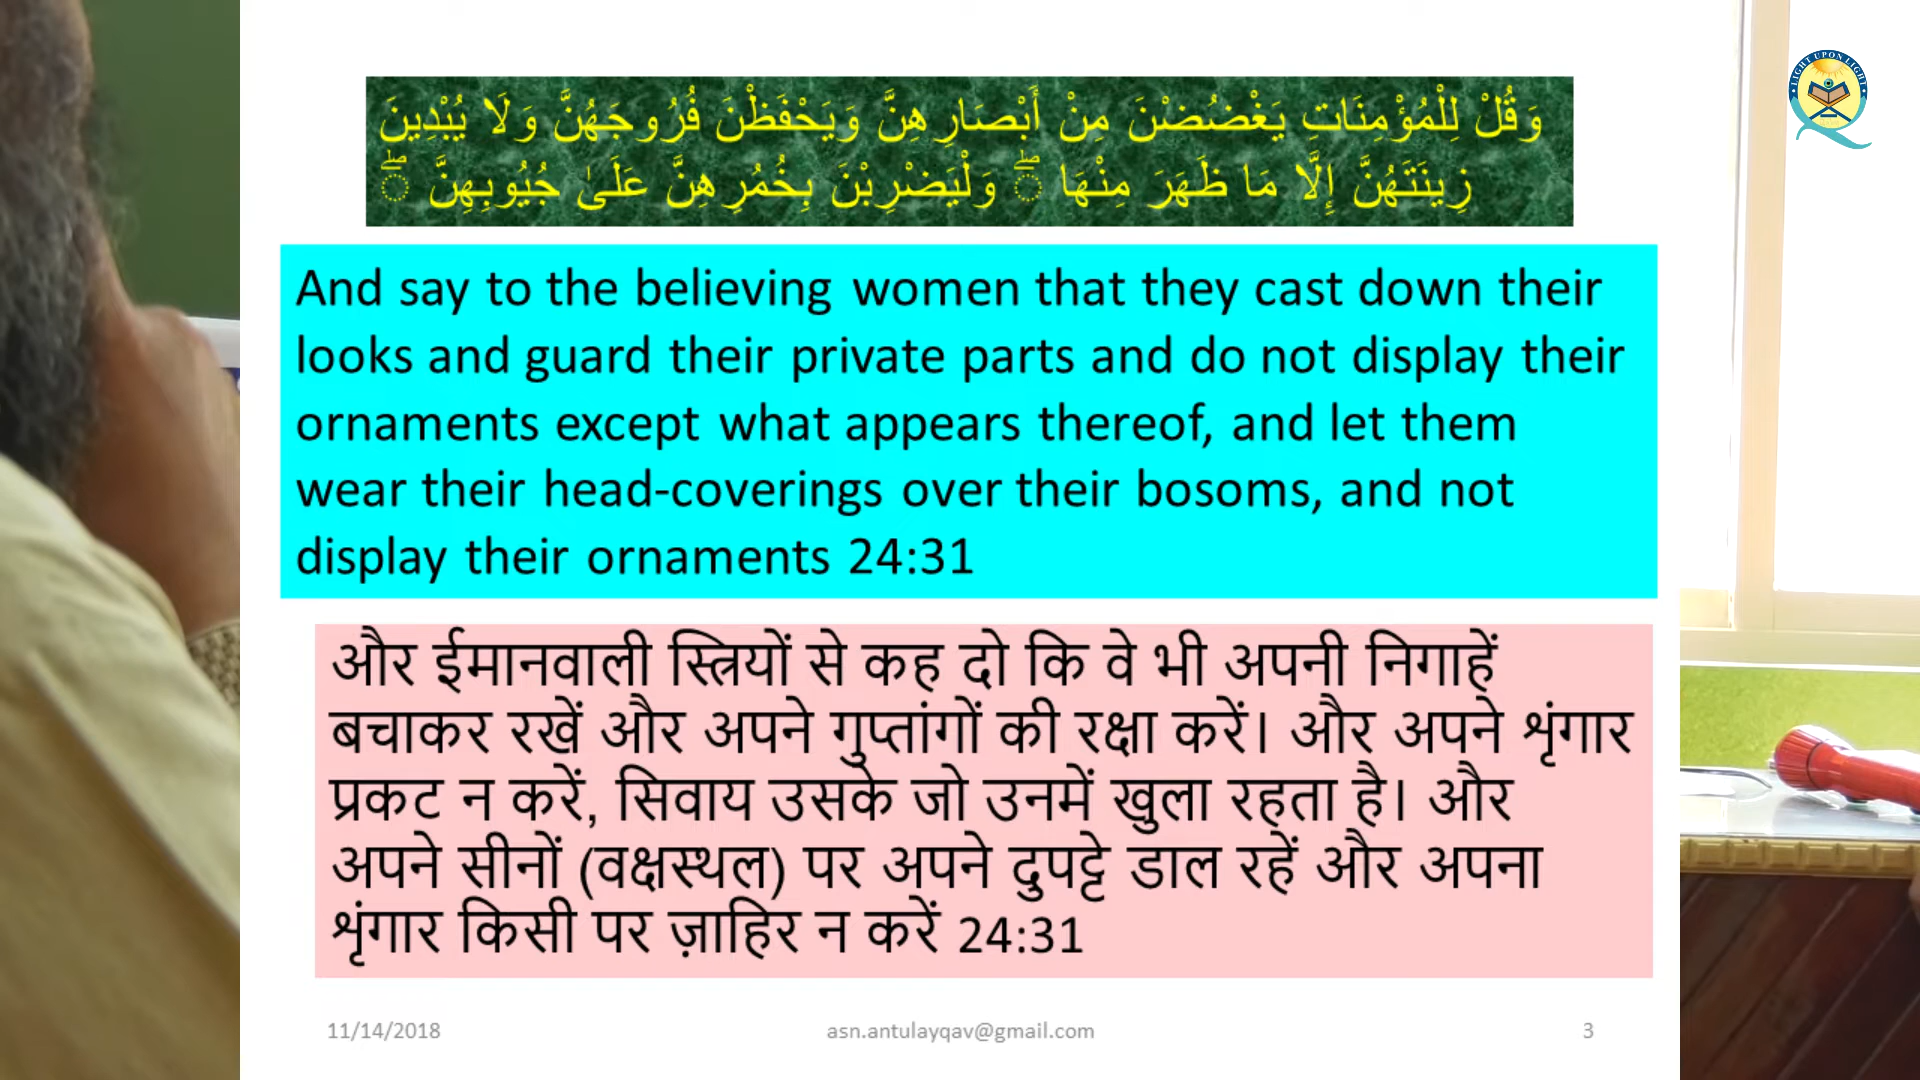 LIGHT UPON LIGHT
وَقُلْ لِلْمُؤْمِنَاتِ يَغْضُضْنَ مِنْ أَبْصَارِهِنَّ وَيَحْفَظْنَ فُرُوجَهُنَّ وَلَا يُبْدِينَ
زِينَتَهُنَّ إِلَّا مَا ظَهَرَ مِنْهَا ۖ وَلْيَضْرِبْنَ بِخُمُرِهِنَّ عَلَىٰ جُيُوبِهِنَّ ۖ
And say to the believing women that they cast down their
looks and guard their private parts and do not display their
ornaments except what appears thereof, and let them
wear their head-coverings over their bosoms, and not
display their ornaments 24:31
और ईमानवाली स्त्रियों से कह दो कि वे भी अपनी निगाहें
बचाकर रखें और अपने गुप्तांगों की रक्षा करें। और अपने शृंगार
प्रकट न करें, सिवाय उसके जो उनमें खुला रहता है। और
अपने सीनों (वक्षस्थल) पर अपने दुपट्टे डाल रहें और अपना
शृंगार किसी पर ज़ाहिर न करें 24:31
11/14/2018
asn.antulayqav@gmail.com
3